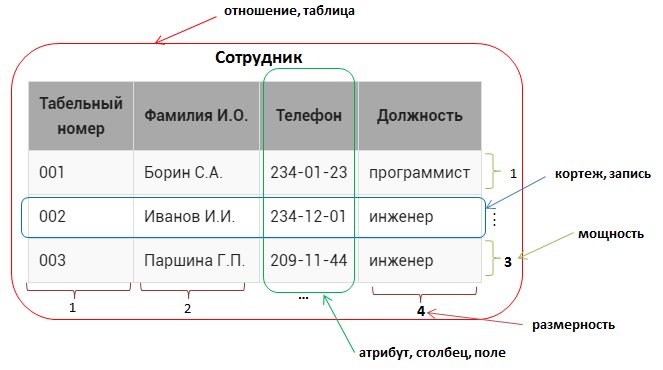 отношение, таблица
Сотрудник
Табельный номер Фамилия И.О. Телефон Должность
001 Борин С.А. 234-01-23 программист 1
кортеж, запись
002 Иванов И.И. 234-12-01 инженер ⋮
мощность
003 Паршина Г.П. 209-11-44 инженер 3
1 2 ... 4
размерность
атрибут, столбец, поле